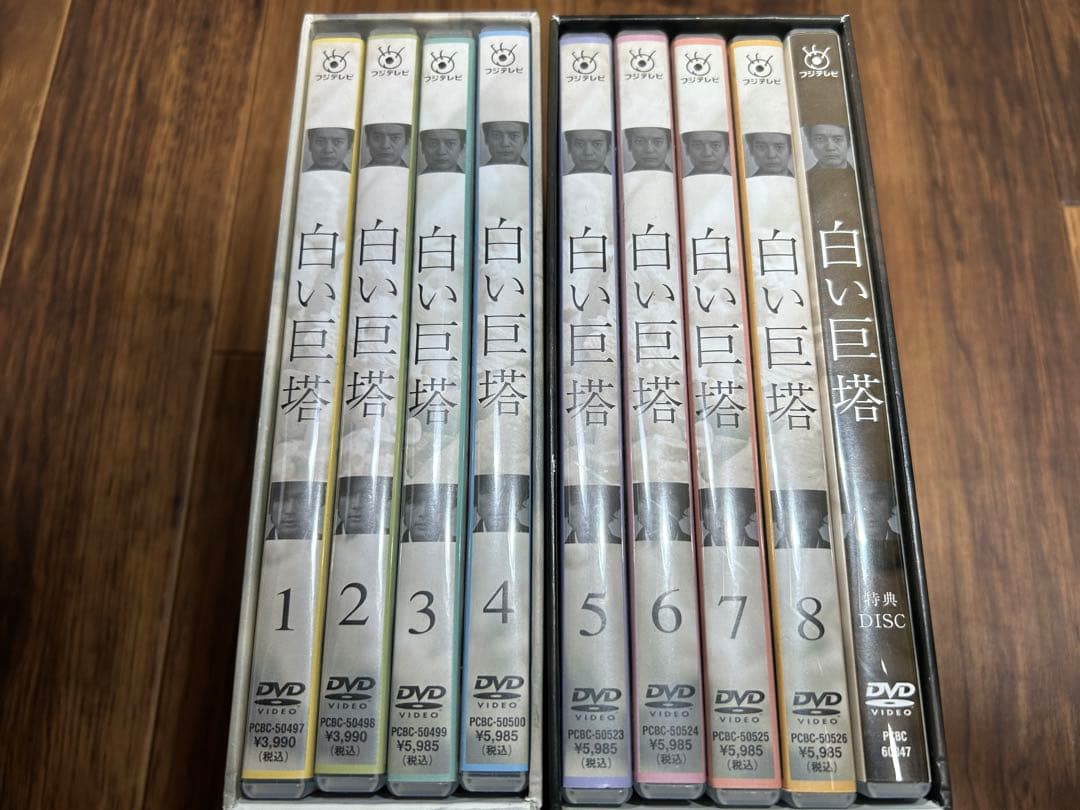 フジテレビ
白い巨塔
1
DVD
VIDEO
PCBC-50497
¥3,990
(税込)
フジテレビ
白い巨塔
2
DVD
VIDEO
PCBC-50498
¥3,990
(税込)
フジテレビ
白い巨塔
3
DVD
VIDEO
PCBC-50499
¥5,985
(税込)
フジテレビ
白い巨塔
4
DVD
VIDEO
PCBC-50500
¥5,985
(税込)
フジテレビ
白い巨塔
5
DVD
VIDEO
PCBC-50523
¥5,985
(税込)
フジテレビ
白い巨塔
6
DVD
VIDEO
PCBC-50524
¥5,985
(税込)
フジテレビ
白い巨塔
7
DVD
VIDEO
PCBC-50525
¥5,985
(税込)
フジテレビ
白い巨塔
8
DVD
VIDEO
PCBC-50526
¥5,985
(税込)
フジテレビ
白い巨塔
特典
DISC
DVD
VIDEO
PCBC